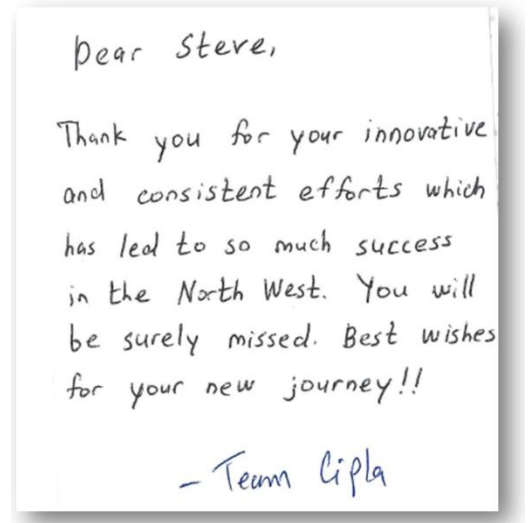 Dear Steve,
Thank you for your innovative
and consistent efforts which
has led to so much success
in the North West. You will
be surely missed. Best wishes
for your new journey!!
- Team Cipla